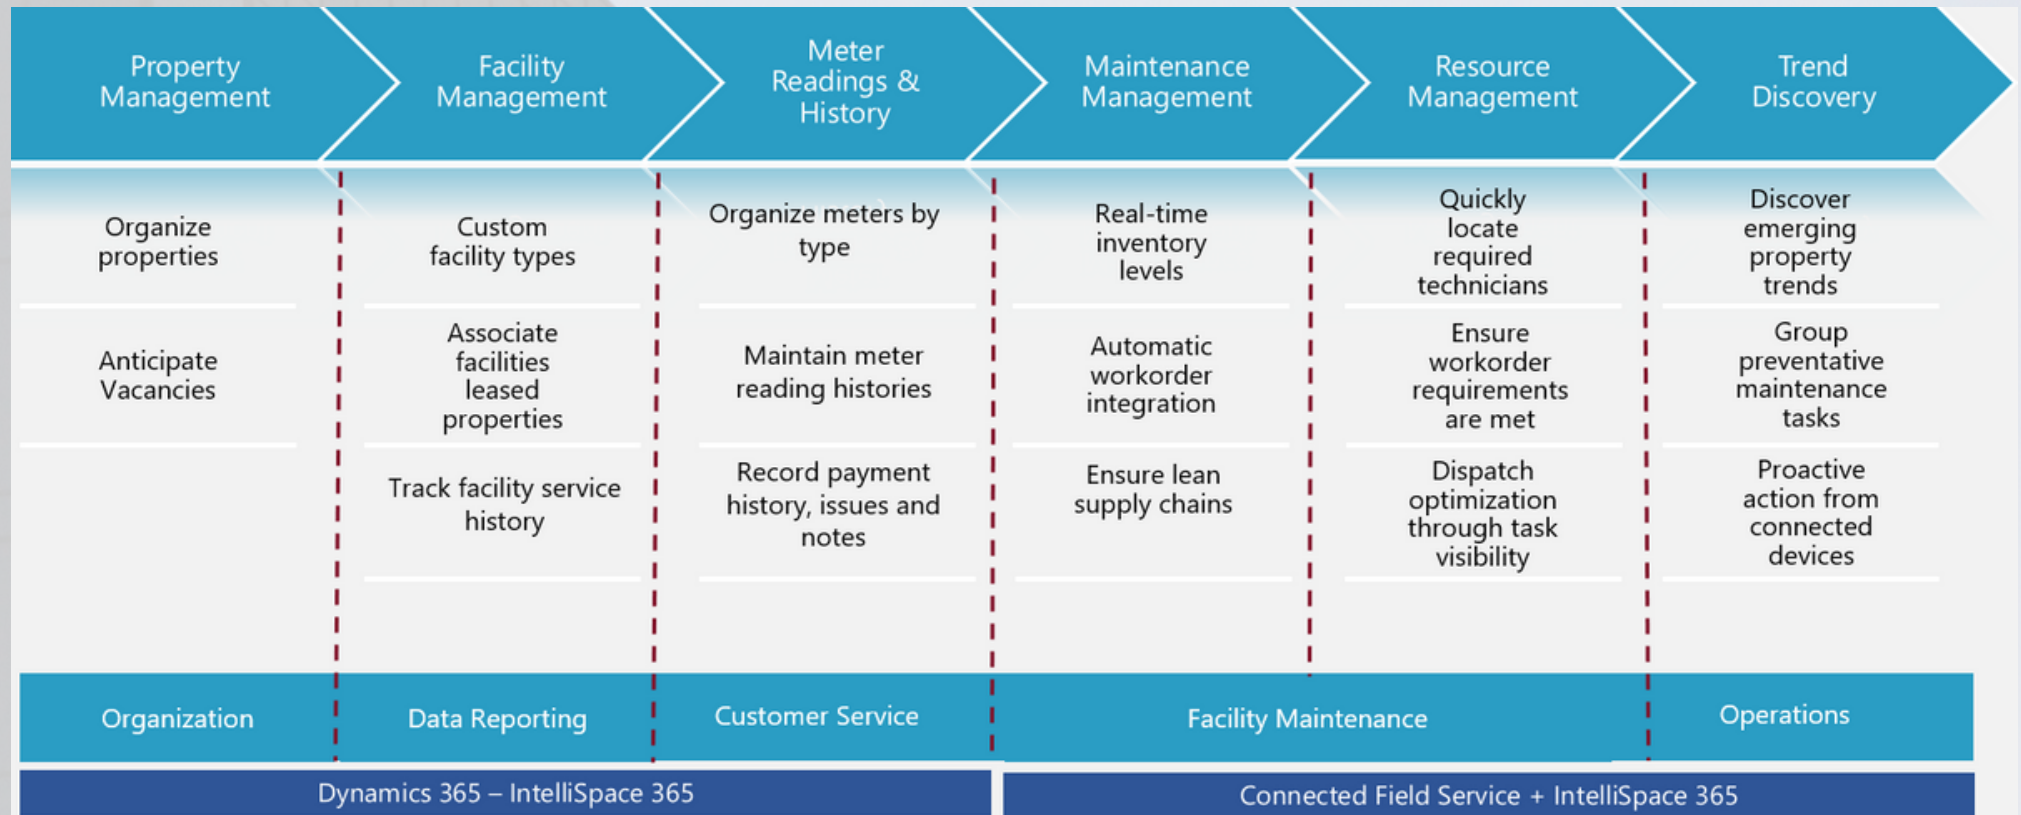 Property
Management
Facility
Management
Meter
Readings &
History
Maintenance
Management
Resource
Management
Trend
Discovery
Organize
properties
Custom
facility types
Organize meters by
type
Real-time
inventory
levels
Quickly
locate
required
technicians
Discover
emerging
property
trends
Anticipate
Vacancies
Associate
facilities
leased
properties
Maintain meter
reading histories
Automatic
workorder
integration
Ensure
workorder
requirements
are met
Group
preventative
maintenance
tasks
Track facility service
history
Record payment
history, issues and
notes
Ensure lean
supply chains
Dispatch
optimization
through task
visibility
Proactive
action from
connected
devices
Organization
Data Reporting
Customer Service
Facility Maintenance
Operations
Dynamics 365 – IntelliSpace 365
Connected Field Service + IntelliSpace 365